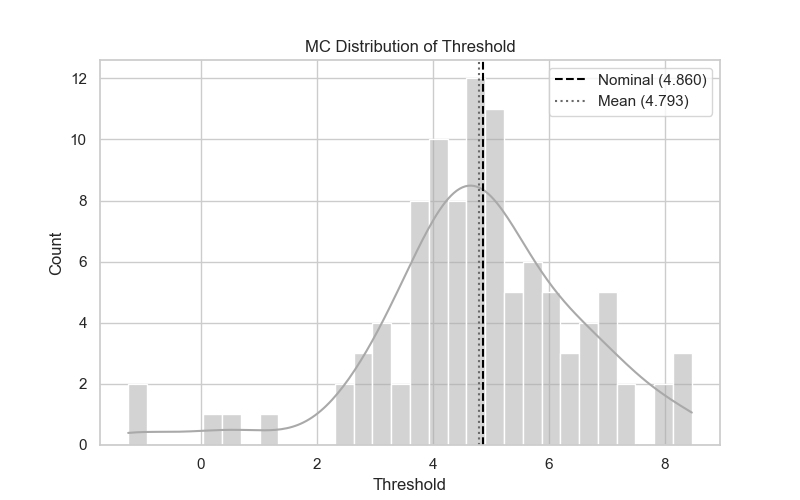 MC Distribution of Threshold
Nominal (4.860)
Mean (4.793)
Count
12
10
8
6
4
2
0
0 2 4 6 8
Threshold